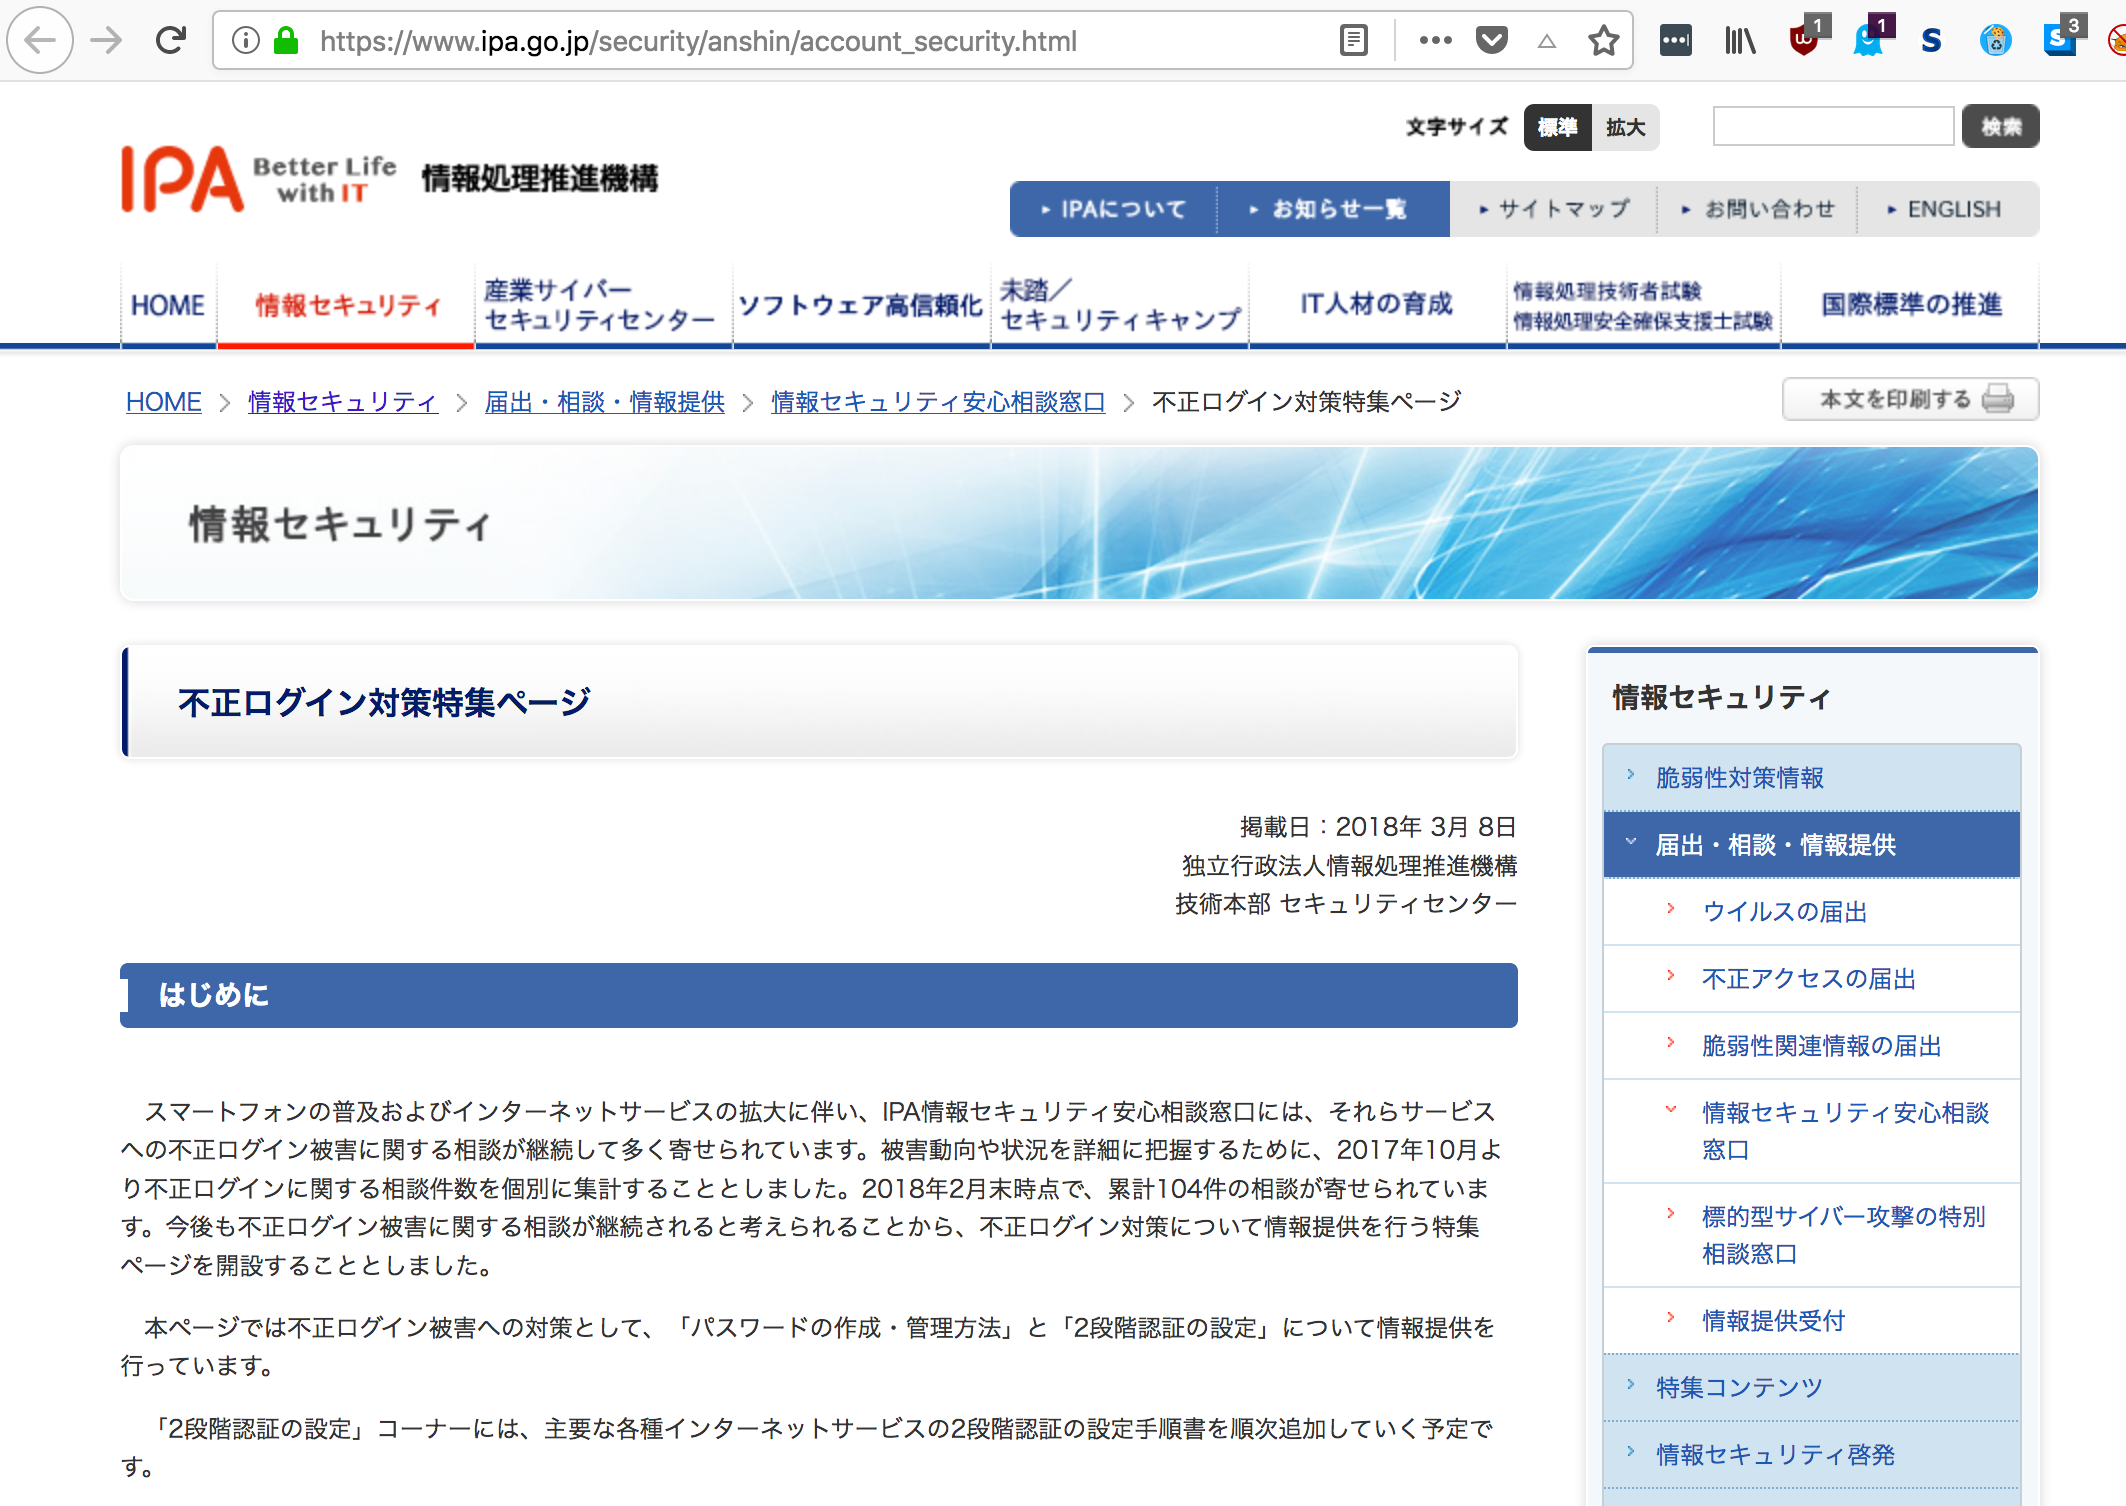 https://www.ipa.go.jp/security/anshin/account_security.html
1
1
3
文字サイズ 標準 拡大 検索
IPA Better Life with IT 情報処理推進機構
IPAについて お知らせ一覧 サイトマップ お問い合わせ ENGLISH
HOME
情報セキュリティ
産業サイバー
セキュリティセンター
ソフトウェア高信頼化
未踏／
セキュリティキャンプ
IT人材の育成
情報処理技術者試験
情報処理安全確保支援士試験
国際標準の推進
HOME > 情報セキュリティ > 届出・相談・情報提供 > 情報セキュリティ安心相談窓口 > 不正ログイン対策特集ページ
本文を印刷する
情報セキュリティ
不正ログイン対策特集ページ
掲載日：2018年 3月 8日
独立行政法人情報処理推進機構
技術本部 セキュリティセンター
はじめに
スマートフォンの普及およびインターネットサービスの拡大に伴い、IPA情報セキュリティ安心相談窓口には、それらサービス
への不正ログイン被害に関する相談が継続して多く寄せられています。被害動向や状況を詳細に把握するために、2017年10月よ
り不正ログインに関する相談件数を個別に集計することとしました。2018年2月末時点で、累計104件の相談が寄せられていま
す。今後も不正ログイン被害に関する相談が継続されると考えられることから、不正ログイン対策について情報提供を行う特集
ページを開設することとしました。
本ページでは不正ログイン被害への対策として、「パスワードの作成・管理方法」と「2段階認証の設定」について情報提供を
行っています。
「2段階認証の設定」コーナーには、主要な各種インターネットサービスの2段階認証の設定手順書を順次追加していく予定で
す。
情報セキュリティ
脆弱性対策情報
届出・相談・情報提供
ウイルスの届出
不正アクセスの届出
脆弱性関連情報の届出
情報セキュリティ安心相談
窓口
標的型サイバー攻撃の特別
相談窓口
情報提供受付
特集コンテンツ
情報セキュリティ啓発